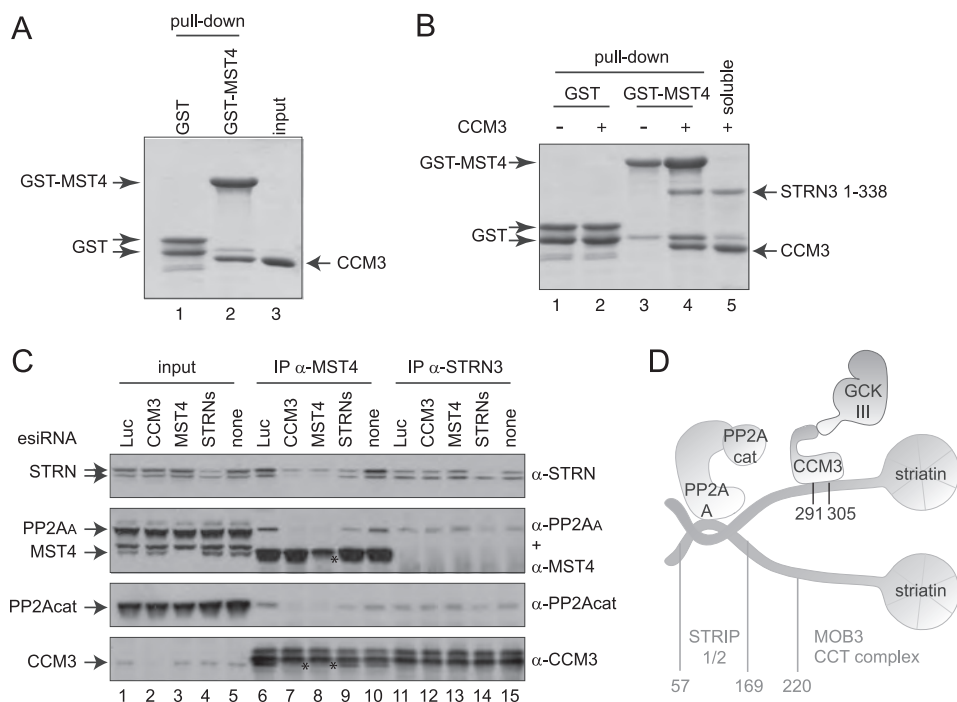 A
pull-down
GST
GST-MST4
input
GST-MST4
GST
CCM3
1 2 3
B
pull-down
GST GST-MST4 soluble
CCM3 - + - + +
GST-MST4
STRN3 1-338
GST
CCM3
1 2 3 4 5
C
input IP α-MST4 IP α-STRN3
esiRNA Luc CCM3 MST4 STRNs none Luc CCM3 MST4 STRNs none Luc CCM3 MST4 STRNs none
STRN α-STRN
PP2AA α-PP2AA
+
MST4 * α-MST4
PP2Acat α-PP2Acat
CCM3 * * α-CCM3
1 2 3 4 5 6 7 8 9 10 11 12 13 14 15
D
GCK
III
PP2A
cat
CCM3
PP2A
A
striatin
291 305
striatin
STRIP
1/2
MOB3
CCT complex
57 169 220